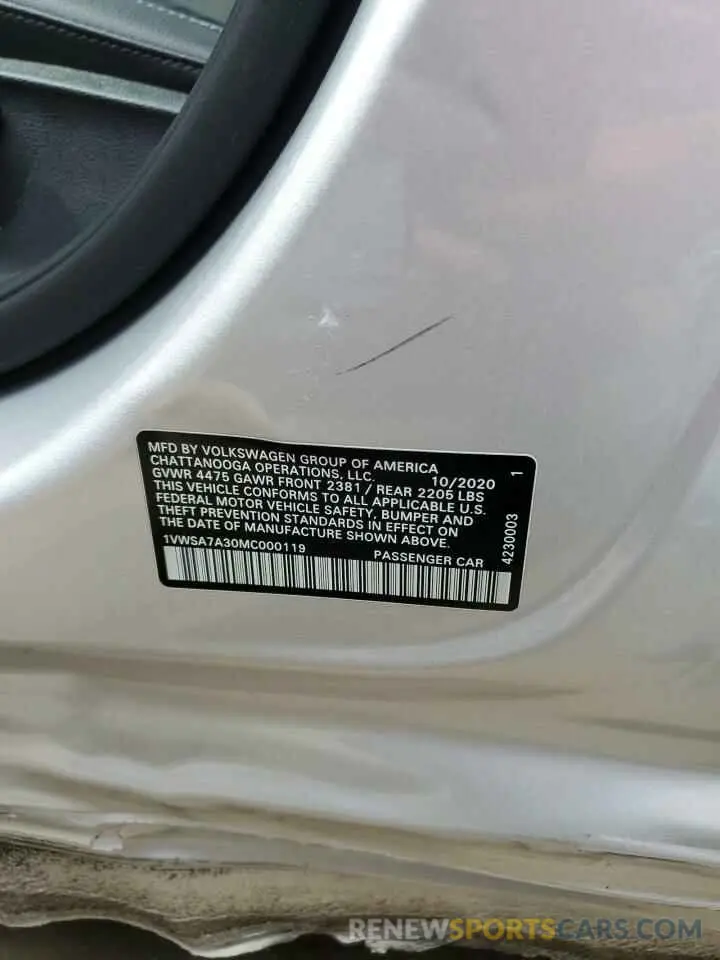 MFD BY VOLKSWAGEN GROUP OF AMERICA
CHATTANOOGA OPERATIONS, LLC. 10/2020 1
GVWR 4475 GAWR FRONT 2381 / REAR 2205 LBS
THIS VEHICLE CONFORMS TO ALL APPLICABLE U.S.
FEDERAL MOTOR VEHICLE SAFETY, BUMPER AND
THEFT PREVENTION STANDARDS IN EFFECT ON
THE DATE OF MANUFACTURE SHOWN ABOVE.
1VWSA7A30MC000119 PASSENGER CAR
4230003
RENEWSPORTSCARS.COM